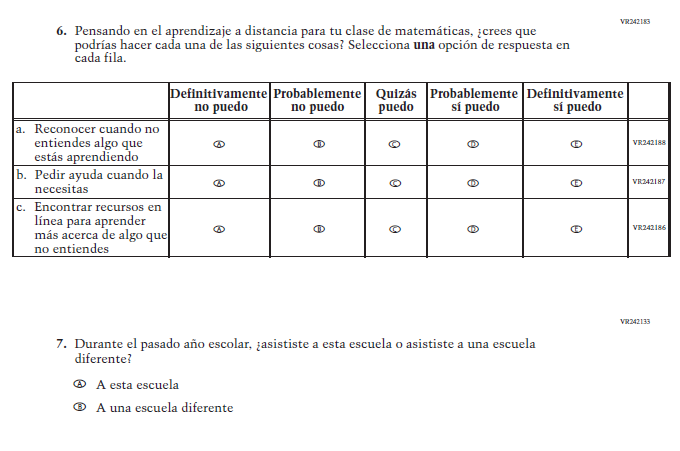 VR242183
6. Pensando en el aprendizaje a distancia para tu clase de matemáticas, ¿crees que
podrías hacer cada una de las siguientes cosas? Selecciona una opción de respuesta en
cada fila.
Definitivamente no puedo Probablemente no puedo Quizás puedo Probablemente sí puedo Definitivamente sí puedo
a. Reconocer cuando no
entiendes algo que
estás aprendiendo
A B C D E VR242188
b. Pedir ayuda cuando la
necesitas
A B C D E VR242187
c. Encontrar recursos en
línea para aprender
más acerca de algo que
no entiendes
A B C D E VR242186
VR242133
7. Durante el pasado año escolar, ¿asististe a esta escuela o asististe a una escuela
diferente?
A A esta escuela
B A una escuela diferente